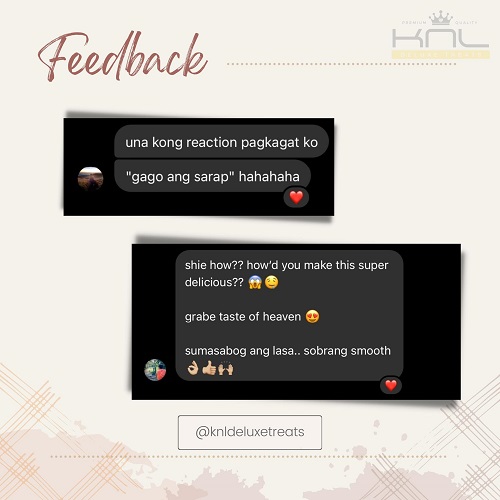 Feedback
PREMIUM QUALITY
KNL
una kong reaction pagkagat ko
"gago ang sarap" hahahaha
shie how?? how'd you make this super
delicious?? 😱🤤
grabe taste of heaven 😍
sumasabog ang lasa.. sobrang smooth
👌🏼👍🏼🙌🏼
@knldeluxetreats